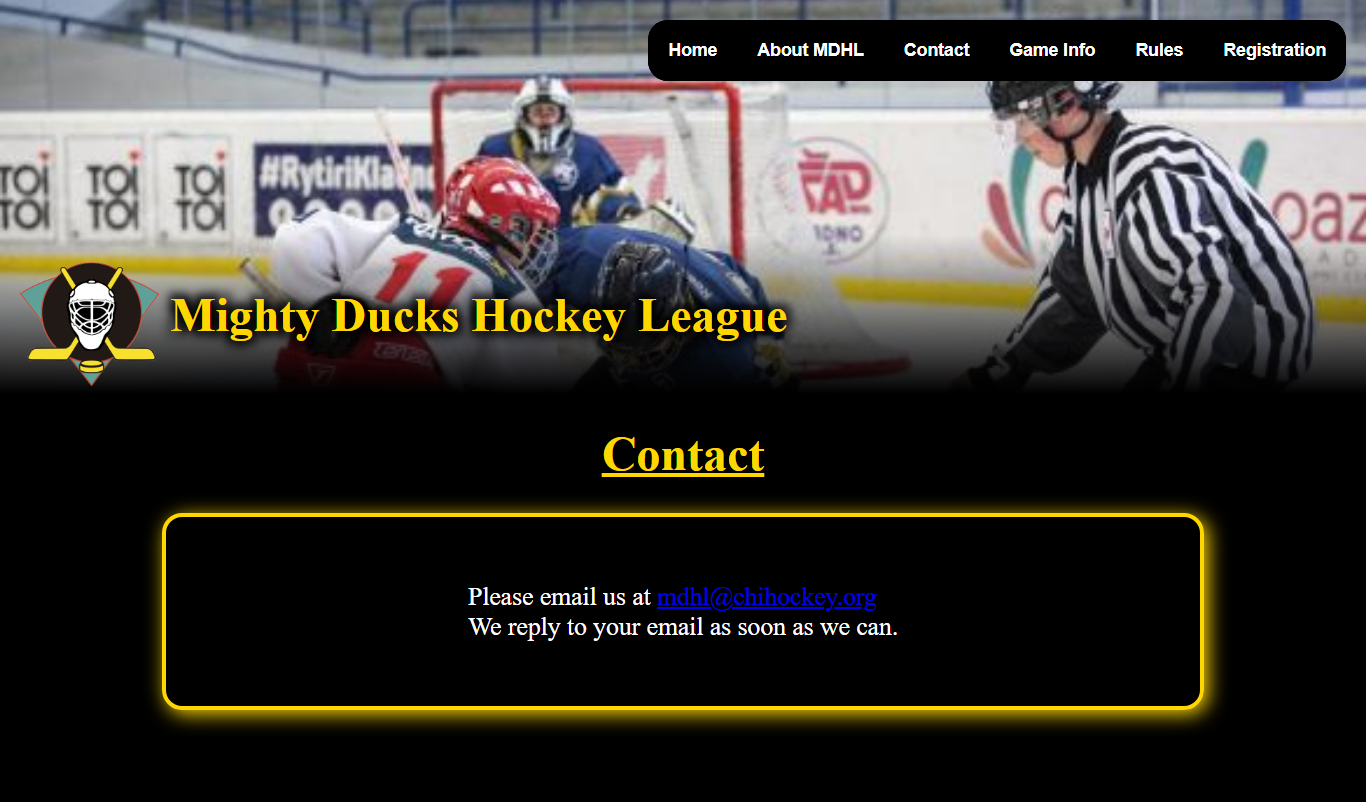 Home About MDHL Contact Game Info Rules Registration
TOI TOI TOI
TOI TOI TOI
#RytiriKladno
11
Mighty Ducks Hockey League
Contact
Please email us at mdhl@chihockey.org
We reply to your email as soon as we can.